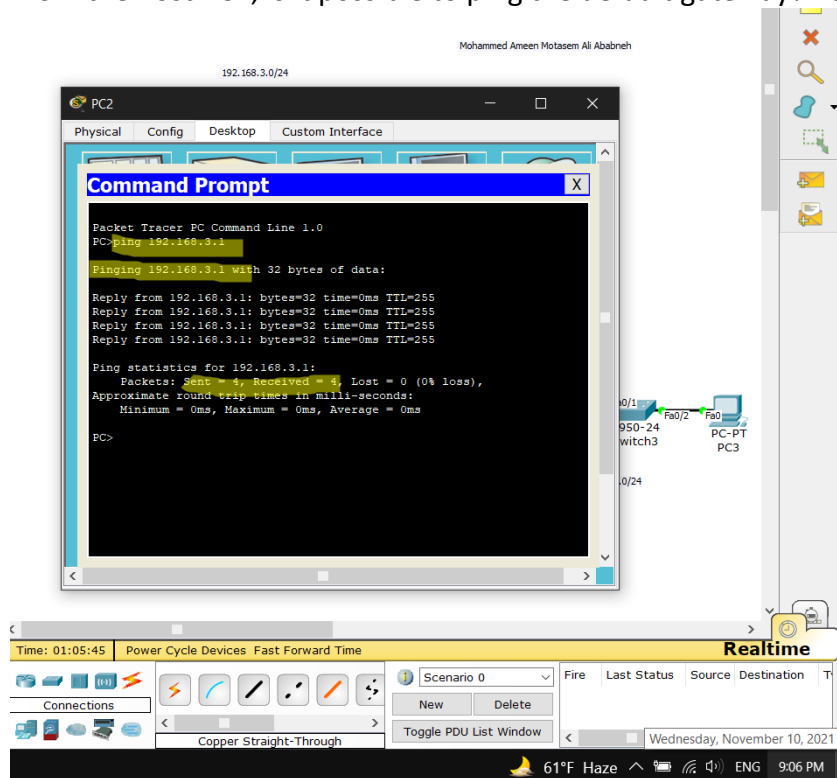 Mohammed Ameen Motasem Ali Ababneh
192.168.3.0/24
PC2
Physical Config Desktop Custom Interface
Command Prompt
X
Packet Tracer PC Command Line 1.0
PC>ping 192.168.3.1
Pinging 192.168.3.1 with 32 bytes of data:
Reply from 192.168.3.1: bytes=32 time=0ms TTL=255
Reply from 192.168.3.1: bytes=32 time=0ms TTL=255
Reply from 192.168.3.1: bytes=32 time=0ms TTL=255
Reply from 192.168.3.1: bytes=32 time=0ms TTL=255
Ping statistics for 192.168.3.1:
Packets: Sent = 4, Received = 4, Lost = 0 (0% loss),
Approximate round trip times in milli-seconds:
Minimum = 0ms, Maximum = 0ms, Average = 0ms
PC>
0/1
Fa0/2 Fa0
950-24
witch3
PC-PT
PC3
.0/24
Time: 01:05:45 Power Cycle Devices Fast Forward Time
Realtime
Connections
Copper Straight-Through
Scenario 0
New Delete
Toggle PDU List Window
Fire Last Status Source Destination
Wednesday, November 10, 2021
61°F Haze ENG 9:06 PM